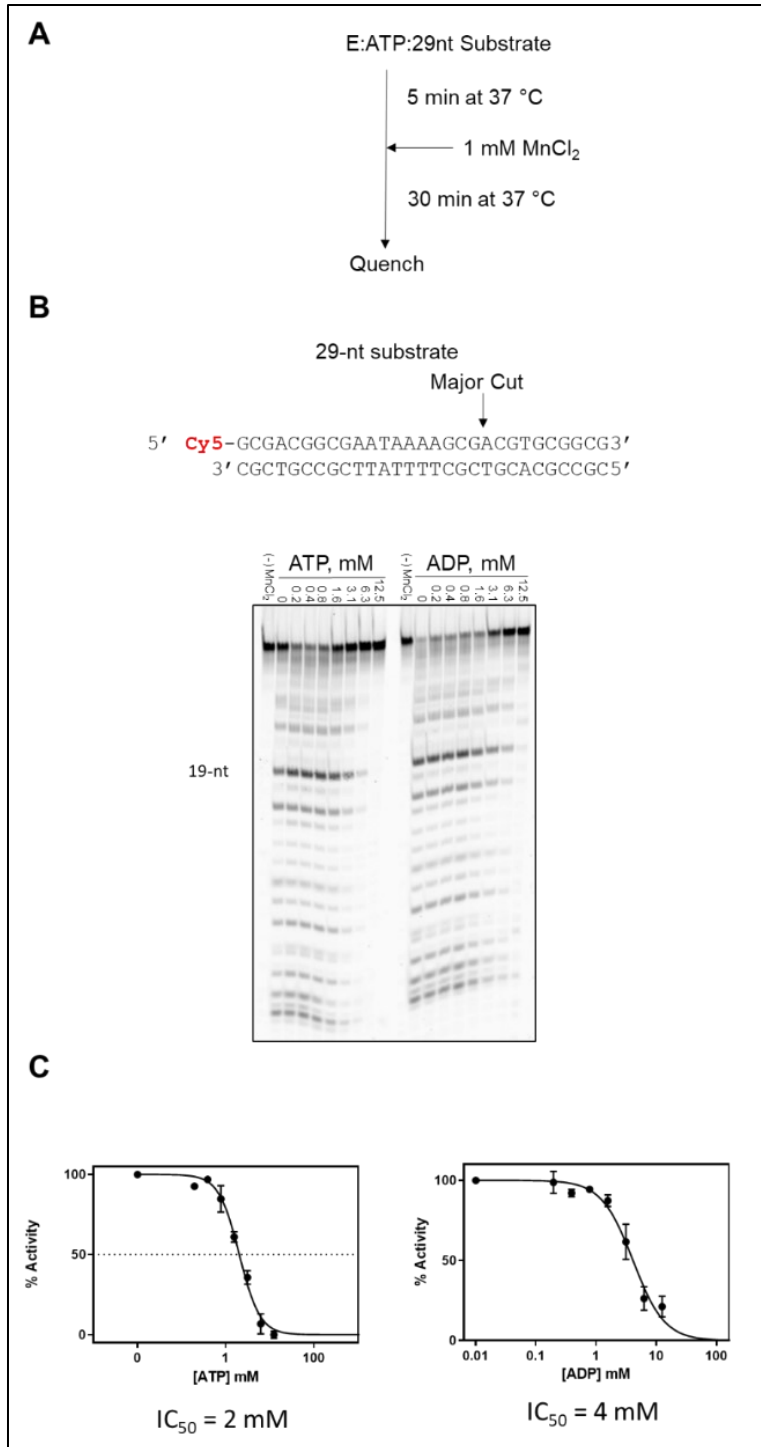 A
E:ATP:29nt Substrate
5 min at 37 °C
1 mM MnCl2
30 min at 37 °C
Quench
B
29-nt substrate
Major Cut
5' Cy5-GCGACGGCGAATAAAAGCGACGTGCGGCG3'
3'CGCTGCCGCTTATTTTCGCTGCACGCCGC5'
ATP, mM ADP, mM
(-) MnCl2 0 0.2 0.4 0.8 1.6 3.1 6.3 12.5 (-) MnCl2 0 0.2 0.4 0.8 1.6 3.1 6.3 12.5
19-nt
C
% Activity
100
50
0
0 1 100
[ATP] mM
IC50 = 2 mM
% Activity
100
50
0
0.01 0.1 1 10 100
[ADP] mM
IC50 = 4 mM